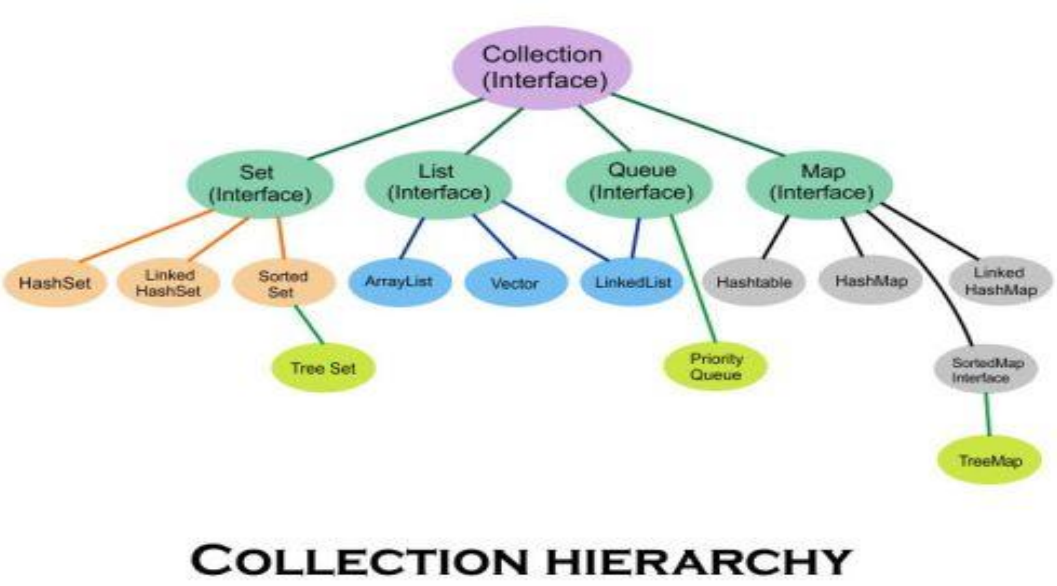 Collection
(Interface)
Set
(Interface)
List
(Interface)
Queue
(Interface)
Map
(Interface)
HashSet
Linked
HashSet
Sorted
Set
ArrayList
Vector
LinkedList
Hashtable
HashMap
Linked
HashMap
Tree Set
Priority
Queue
SortedMap
Interface
TreeMap
COLLECTION HIERARCHY